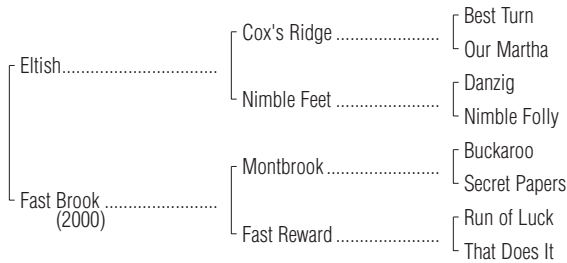 Best Turn
Cox's Ridge ........................
Our Martha
Eltish....................................
Danzig
Nimble Feet ........................
Nimble Folly
Buckaroo
Montbrook ..........................
Secret Papers
Fast Brook ..........................
(2000)
Run of Luck
Fast Reward ........................
That Does It